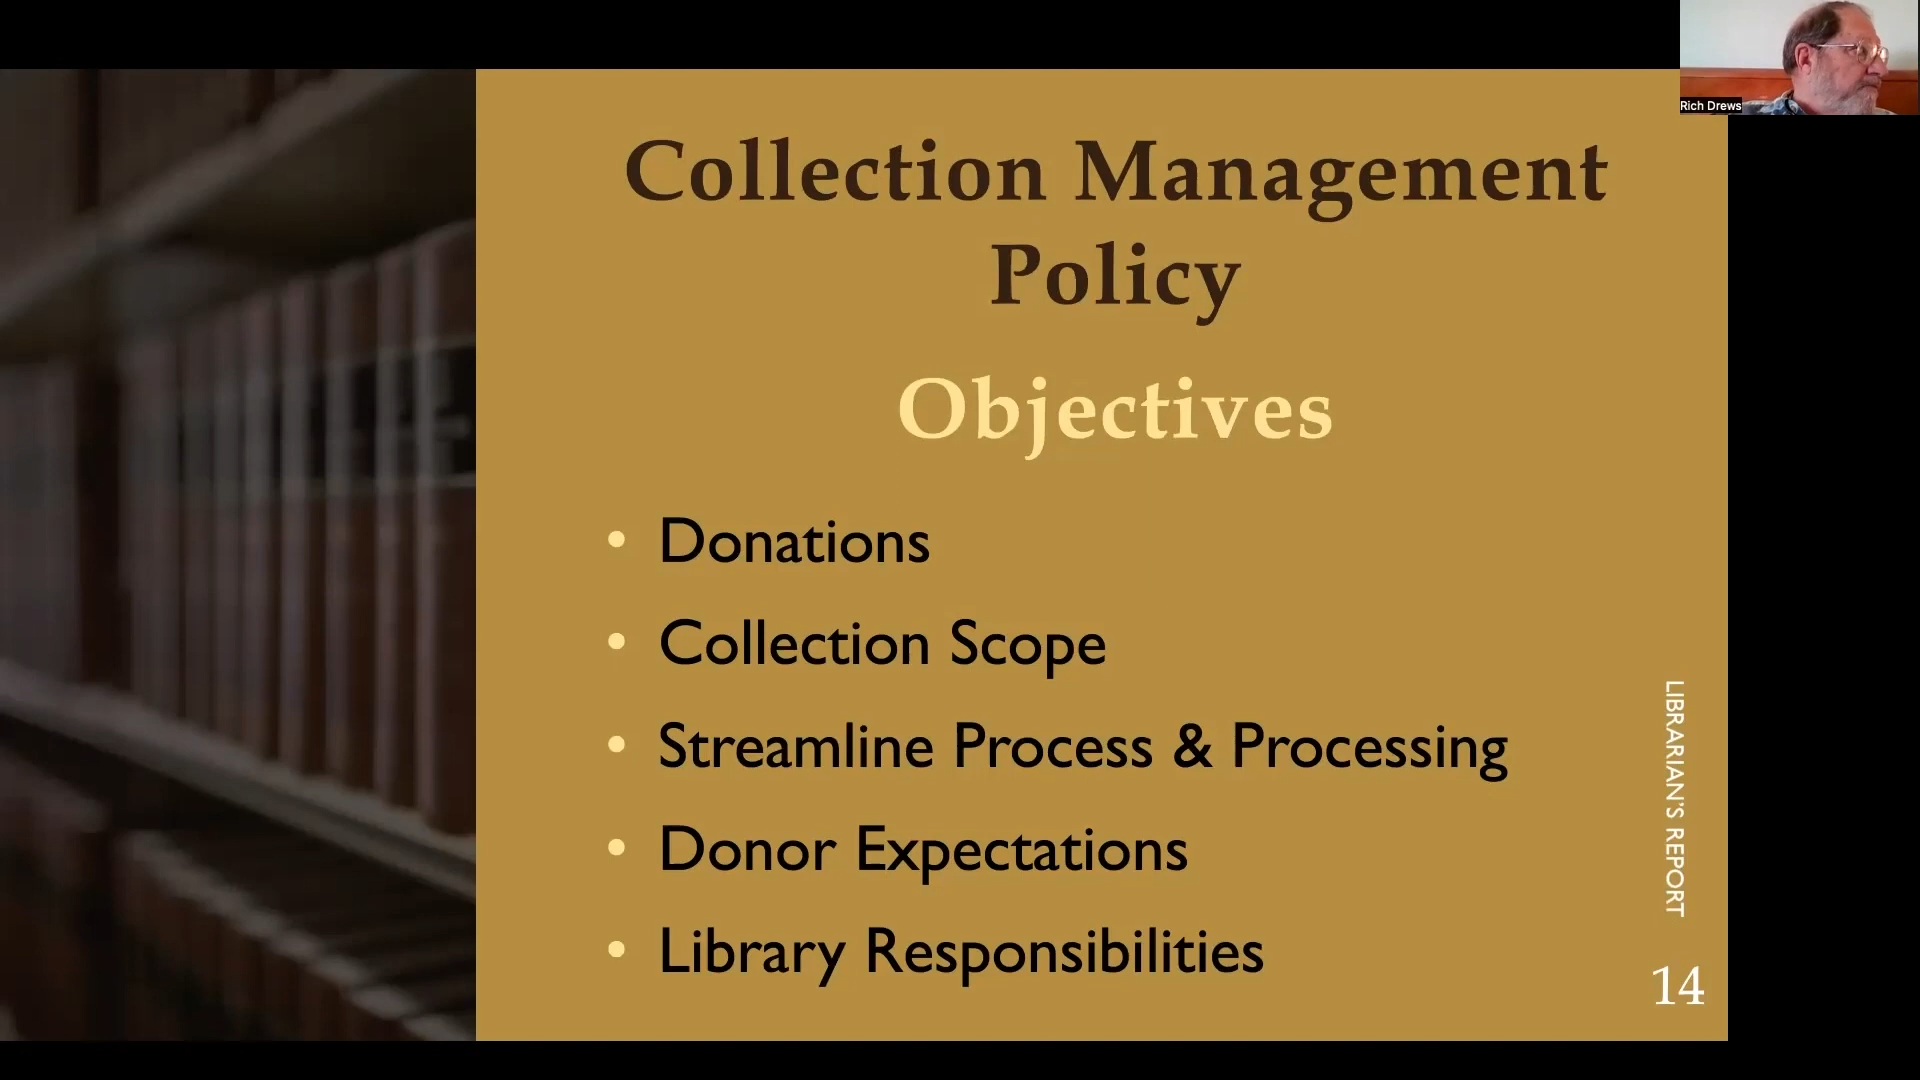 Rich Drews
Collection Management
Policy
Objectives
• Donations
• Collection Scope
• Streamline Process & Processing
• Donor Expectations
• Library Responsibilities
LIBRARIAN'S REPORT
14